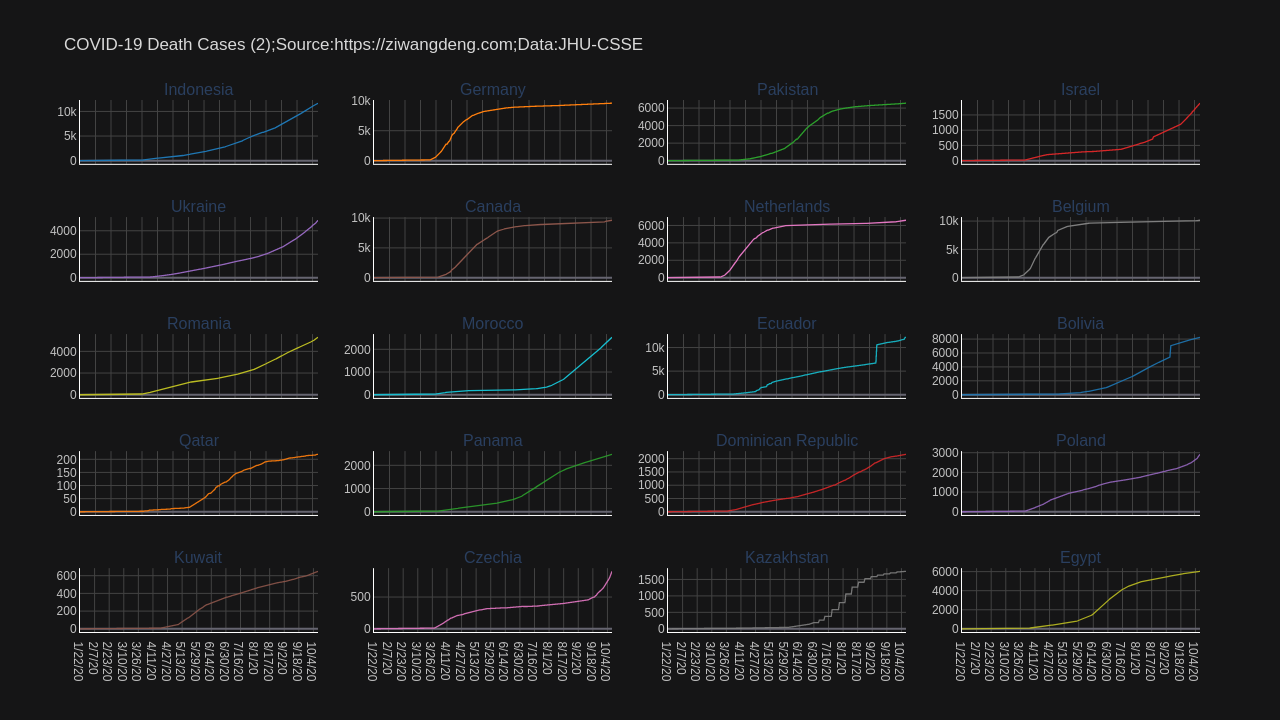 COVID-19 Death Cases (2);Source:https://ziwangdeng.com;Data:JHU-CSSE
Indonesia Germany Pakistan Israel
10k 5k 0
10k 5k 0
6000 4000 2000 0
1500 1000 500 0
Ukraine Canada Netherlands Belgium
4000 2000 0
10k 5k 0
6000 4000 2000 0
10k 5k 0
Romania Morocco Ecuador Bolivia
4000 2000 0
2000 1000 0
10k 5k 0
8000 6000 4000 2000 0
Qatar Panama Dominican Republic Poland
200 150 100 50 0
2000 1000 0
2000 1500 1000 500 0
3000 2000 1000 0
Kuwait Czechia Kazakhstan Egypt
600 400 200 0
500 0
1500 1000 500 0
6000 4000 2000 0
1/22/20 2/7/20 2/23/20 3/10/20 3/26/20 4/11/20 4/27/20 5/13/20 5/29/20 6/14/20 6/30/20 7/16/20 8/1/20 8/17/20 9/2/20 9/18/20 10/04/20
1/22/20 2/7/20 2/23/20 3/10/20 3/26/20 4/11/20 4/27/20 5/13/20 5/29/20 6/14/20 6/30/20 7/16/20 8/1/20 8/17/20 9/2/20 9/18/20 10/04/20
1/22/20 2/7/20 2/23/20 3/10/20 3/26/20 4/11/20 4/27/20 5/13/20 5/29/20 6/14/20 6/30/20 7/16/20 8/1/20 8/17/20 9/2/20 9/18/20 10/04/20
1/22/20 2/7/20 2/23/20 3/10/20 3/26/20 4/11/20 4/27/20 5/13/20 5/29/20 6/14/20 6/30/20 7/16/20 8/1/20 8/17/20 9/2/20 9/18/20 10/04/20